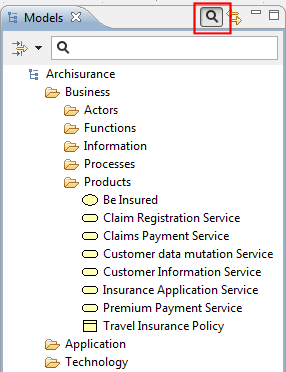 Models
Archisurance
Business
Actors
Functions
Information
Processes
Products
Be Insured
Claim Registration Service
Claims Payment Service
Customer data mutation Service
Customer Information Service
Insurance Application Service
Premium Payment Service
Travel Insurance Policy
Application
Technology